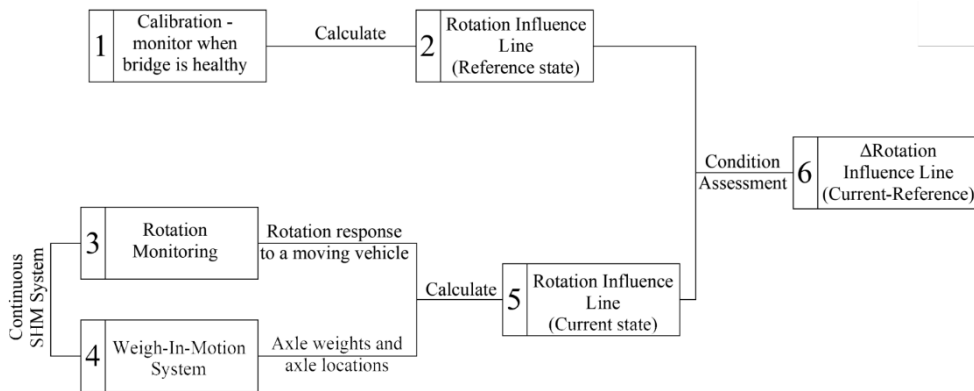 1
Calibration -
monitor when
bridge is healthy
Calculate
2
Rotation Influence
Line
(Reference state)
Condition
Assessment
6
ΔRotation
Influence Line
(Current-Reference)
Continuous
SHM System
3
Rotation
Monitoring
Rotation response
to a moving vehicle
4
Weigh-In-Motion
System
Axle weights and
axle locations
Calculate
5
Rotation Influence
Line
(Current state)